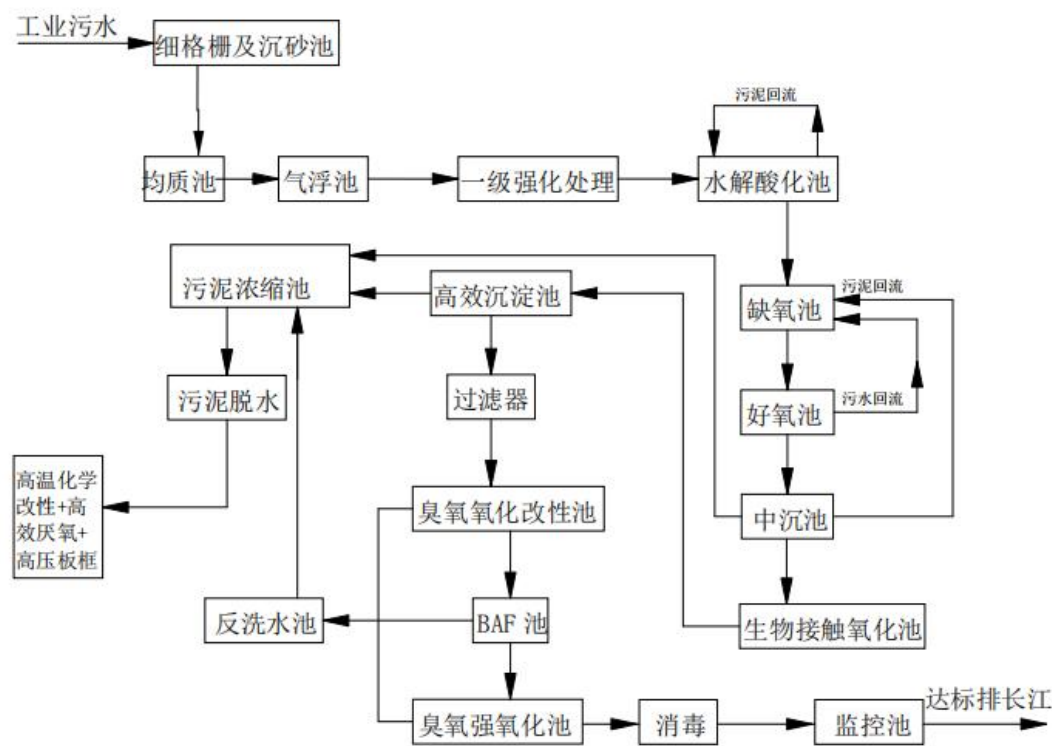 工业污水
细格栅及沉砂池
污泥回流
均质池
气浮池
一级强化处理
水解酸化池
污泥浓缩池
高效沉淀池
缺氧池
污泥回流
污泥脱水
过滤器
好氧池
污水回流
高温化学
改性+高
效厌氧+
高压板框
臭氧氧化改性池
中沉池
反洗水池
BAF 池
生物接触氧化池
臭氧强氧化池
消毒
监控池
达标排长江